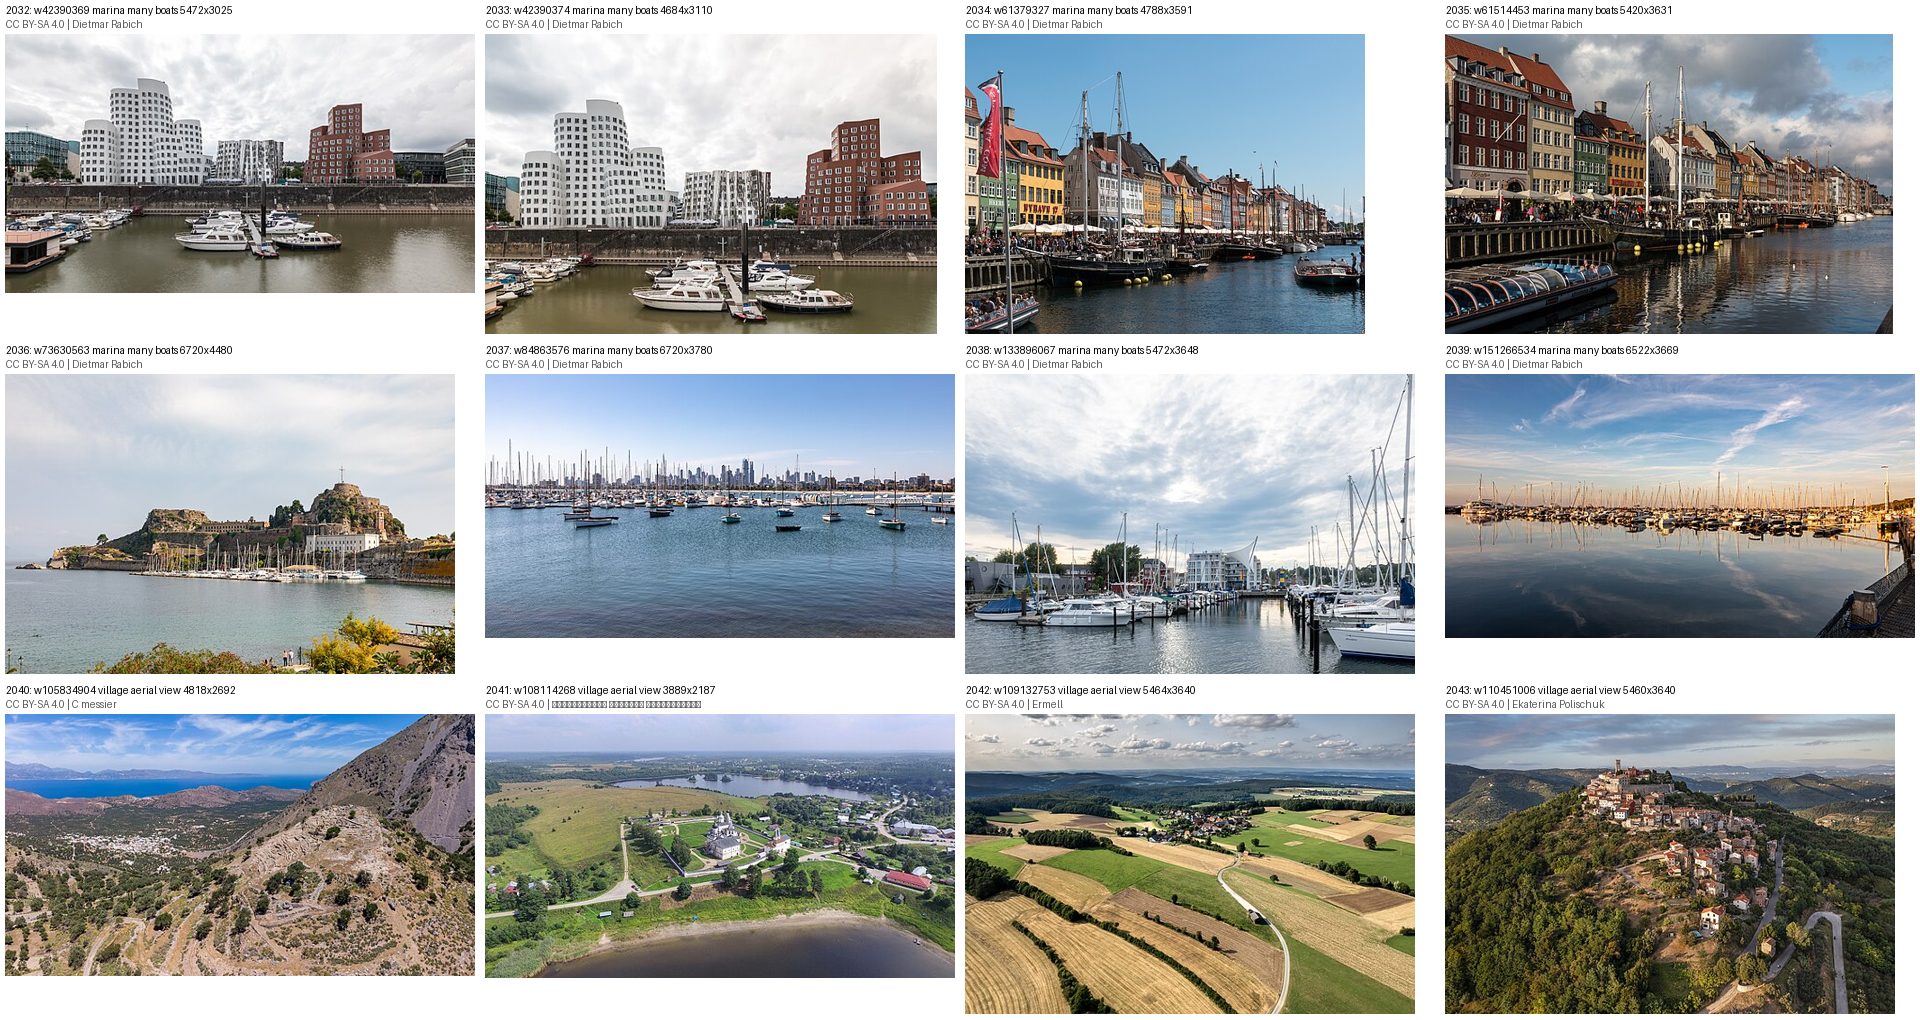 2032: w42390369 marina many boats 5472x3025
CC BY-SA 4.0 | Dietmar Rabich
2033: w42390374 marina many boats 4684x3110
CC BY-SA 4.0 | Dietmar Rabich
2034: w61379327 marina many boats 4788x3591
CC BY-SA 4.0 | Dietmar Rabich
2035: w61514453 marina many boats 5420x3631
CC BY-SA 4.0 | Dietmar Rabich
2036: w73630563 marina many boats 6720x4480
CC BY-SA 4.0 | Dietmar Rabich
2037: w84863576 marina many boats 6720x3780
CC BY-SA 4.0 | Dietmar Rabich
2038: w133896067 marina many boats 5472x3648
CC BY-SA 4.0 | Dietmar Rabich
2039: w151266534 marina many boats 6522x3669
CC BY-SA 4.0 | Dietmar Rabich
2040: w105834904 village aerial view 4818x2692
CC BY-SA 4.0 | C messier
2041: w108114268 village aerial view 3889x2187
CC BY-SA 4.0 |
2042: w109132753 village aerial view 5464x3640
CC BY-SA 4.0 | Ermell
2043: w110451006 village aerial view 5460x3640
CC BY-SA 4.0 | Ekaterina Polischuk